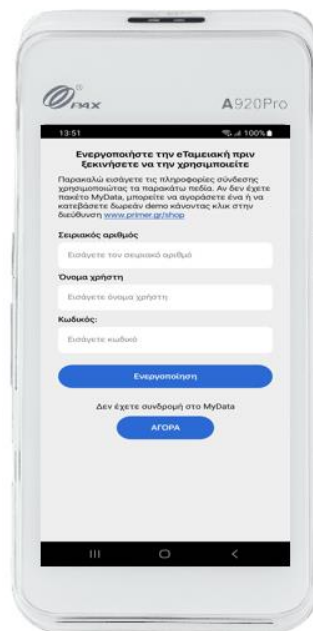 PAX
A920Pro
13:51 100%
Ενεργοποιήστε την eΤαμειακή πριν
ξεκινήσετε να την χρησιμοποιείτε
Παρακαλώ εισάγετε τις πληροφορίες σύνδεσης
χρησιμοποιώτας τα παρακάτω πεδία. Αν δεν έχετε
πακέτο MyData, μπορείτε να αγοράσετε ένα ή να
κατεβάσετε δωρεάν demo κάνοντας κλικ στην
διεύθυνση www.primer.gr/shop
Σειριακός αριθμός
Εισάγετε τον σειριακό αριθμό
Όνομα χρήστη
Εισάγετε όνομα χρήστη
Κωδικός:
Εισάγετε κωδικό
Ενεργοποίηση
Δεν έχετε συνδρομή στο MyData
ΑΓΟΡΑ